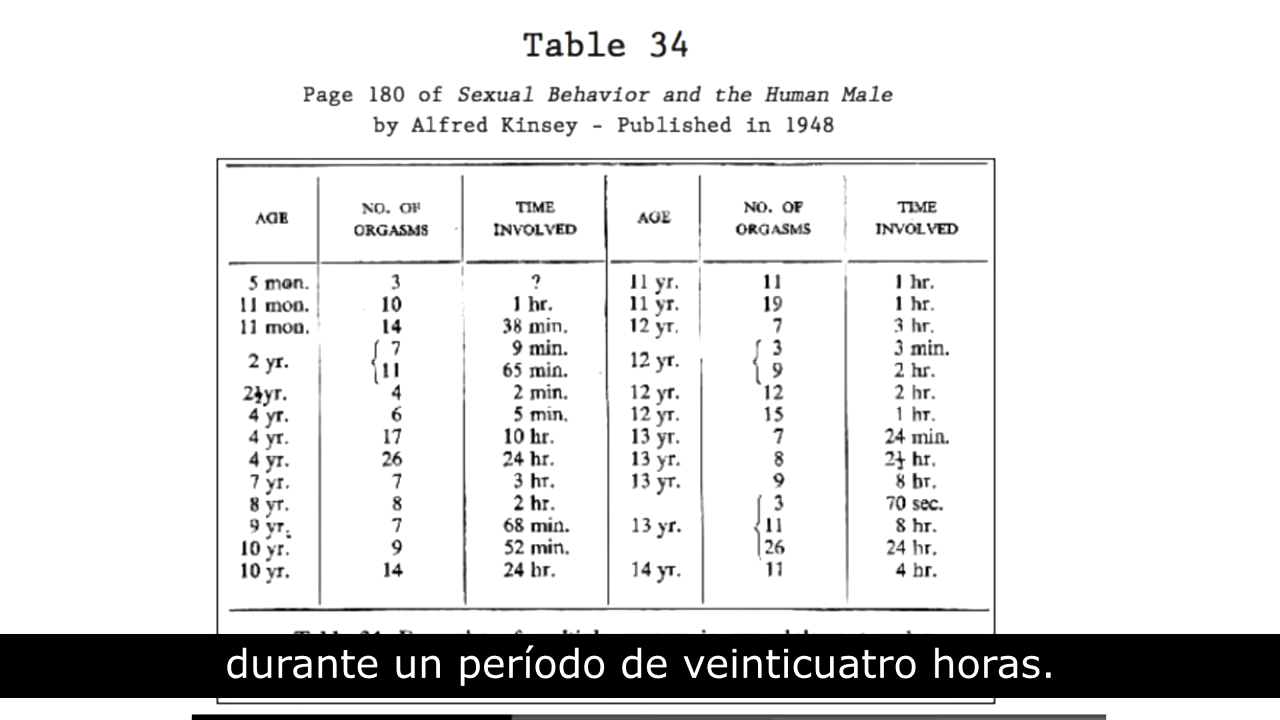 Table 34
Page 180 of Sexual Behavior and the Human Male
by Alfred Kinsey - Published in 1948
AGE NO. OF ORGASMS TIME INVOLVED AGE NO. OF ORGASMS TIME INVOLVED
5 mon. 3 ? 11 yr. 11 1 hr.
11 mon. 10 1 hr. 11 yr. 19 1 hr.
11 mon. 14 38 min. 12 yr. 7 3 hr.
2 yr. { 7 9 min. 12 yr. { 3 3 min.
11 65 min. 9 2 hr.
2½ yr. 4 2 min. 12 yr. 12 2 hr.
4 yr. 6 5 min. 12 yr. 15 1 hr.
4 yr. 17 10 hr. 13 yr. 7 24 min.
4 yr. 26 24 hr. 13 yr. 8 2½ hr.
7 yr. 7 3 hr. 13 yr. 9 8 hr.
8 yr. 8 2 hr. { 3 70 sec.
9 yr. 7 68 min. 13 yr. 11 8 hr.
10 yr. 9 52 min. 26 24 hr.
10 yr. 14 24 hr. 14 yr. 11 4 hr.
durante un período de veinticuatro horas.